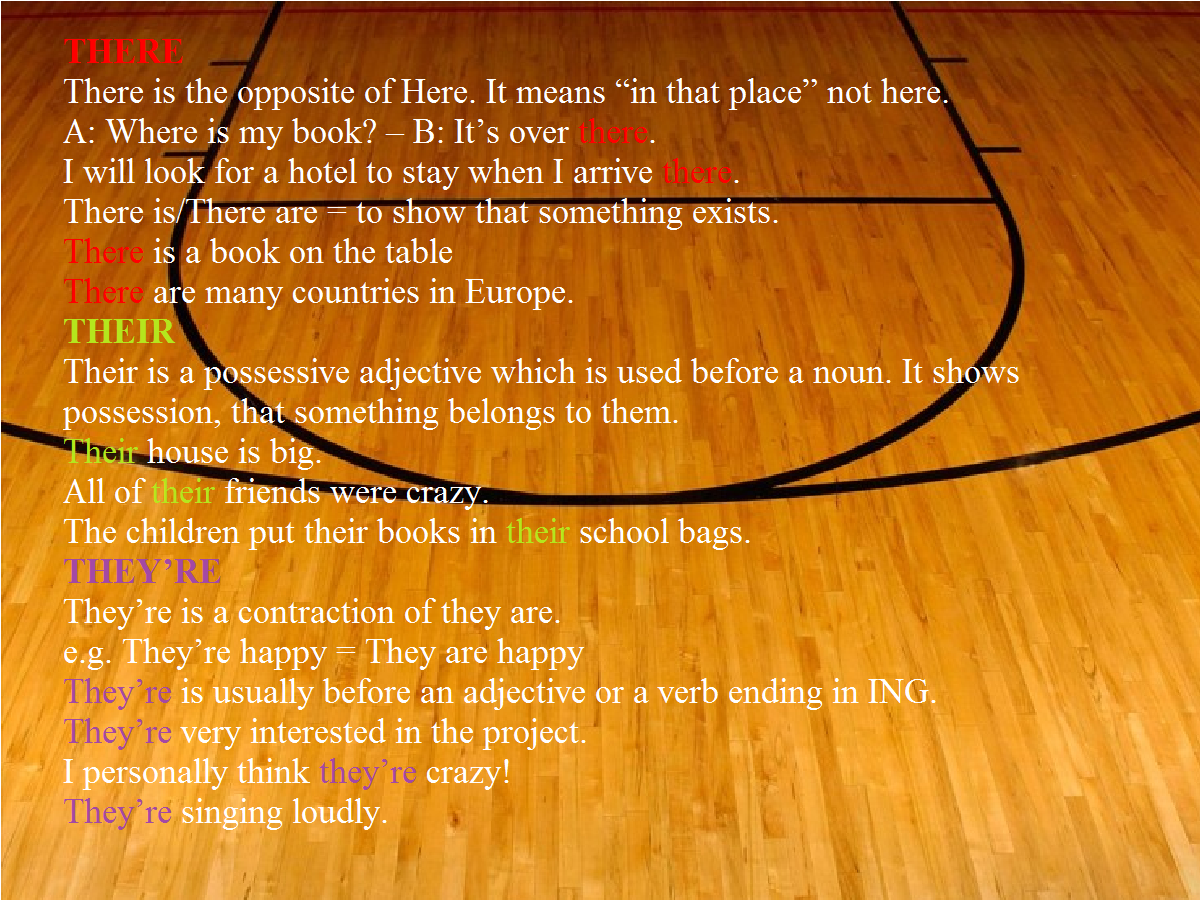 THERE
There is the opposite of Here. It means “in that place” not here.
A: Where is my book? – B: It’s over there.
I will look for a hotel to stay when I arrive there.
There is/There are = to show that something exists.
There is a book on the table
There are many countries in Europe.
THEIR
Their is a possessive adjective which is used before a noun. It shows
possession, that something belongs to them.
Their house is big.
All of their friends were crazy.
The children put their books in their school bags.
THEY’RE
They’re is a contraction of they are.
e.g. They’re happy = They are happy
They’re is usually before an adjective or a verb ending in ING.
They’re very interested in the project.
I personally think they’re crazy!
They’re singing loudly.